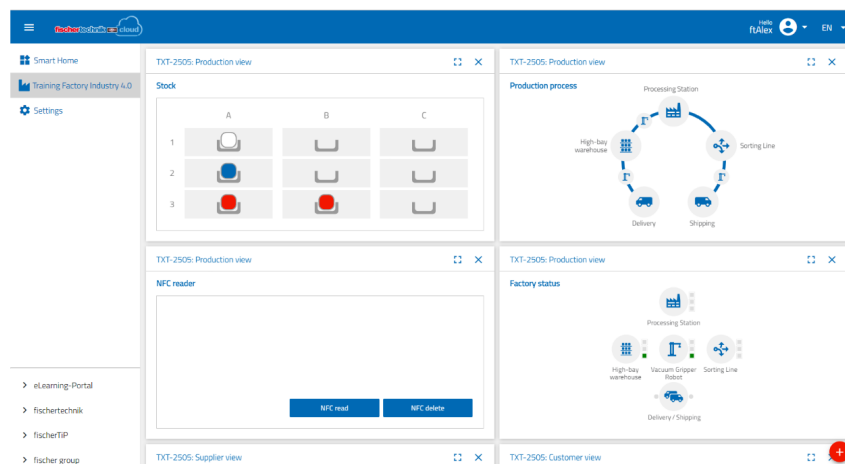 fischertechnik cloud
Hello
ftAlex
EN
Smart Home
Training Factory Industry 4.0
Settings
eLearning-Portal
fischertechnik
fischerTiP
fischer group
TXT-2505: Production view
Stock
A B C
1
2
3
TXT-2505: Production view
Production process
Processing Station
High-bay
warehouse
Sorting Line
Delivery
Shipping
TXT-2505: Production view
NFC reader
NFC read
NFC delete
TXT-2505: Production view
Factory status
Processing Station
High-bay
warehouse
Vacuum Gripper
Robot
Sorting Line
Delivery / Shipping
TXT-2505: Supplier view
TXT-2505: Customer view